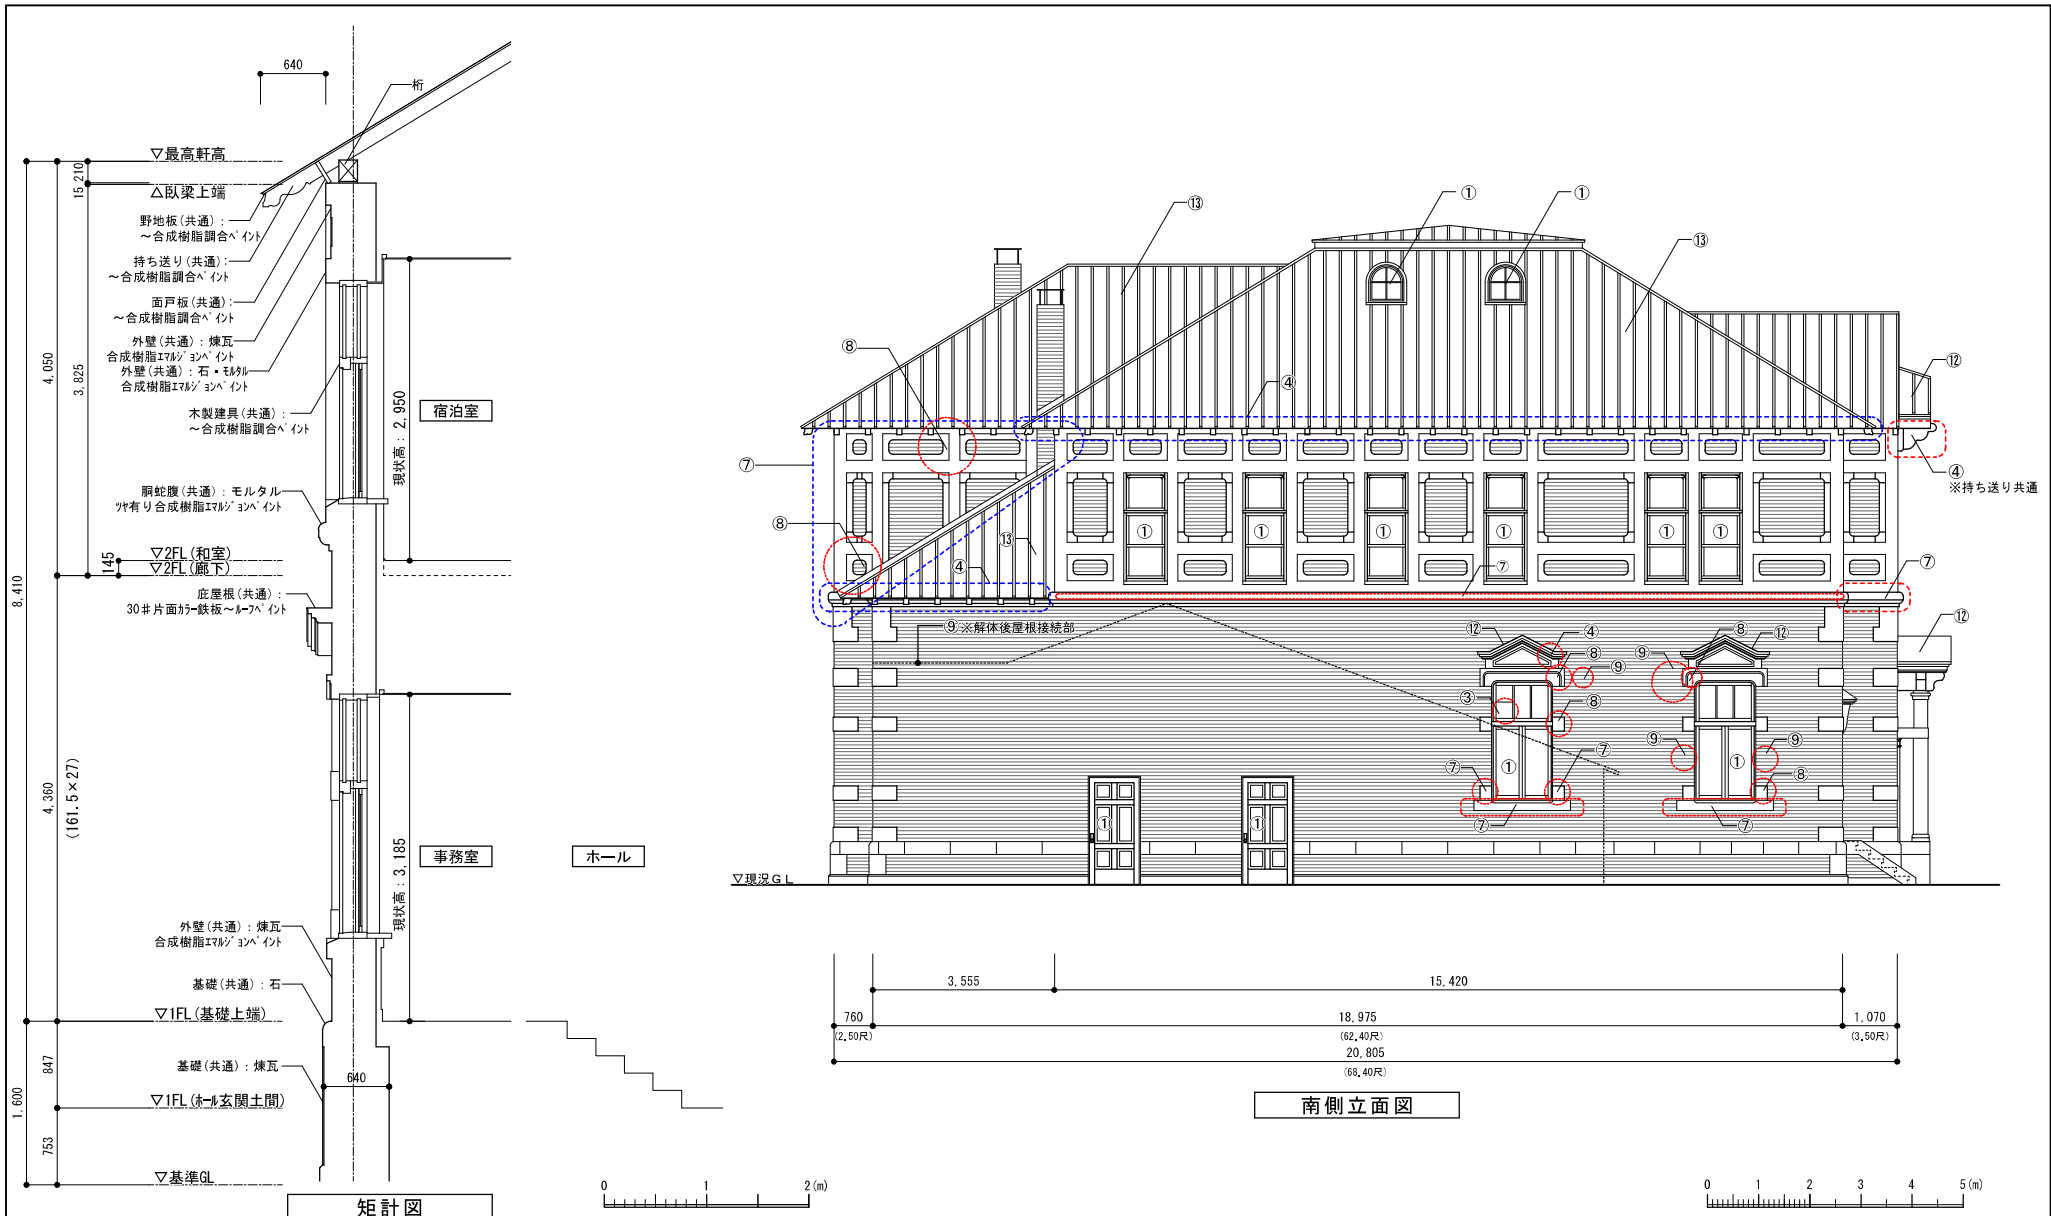 640
桁
▽最高軒高
15 210
△臥梁上端
野地板(共通):
~合成樹脂調合ペイント
持ち送り(共通):
~合成樹脂調合ペイント
面戸板(共通):
~合成樹脂調合ペイント
外壁(共通):煉瓦
合成樹脂エマルジョンペイント
外壁(共通):石・モルタル
合成樹脂エマルジョンペイント
木製建具(共通):
~合成樹脂調合ペイント
4,050
3,825
現状高:2,950
宿泊室
胴蛇腹(共通):モルタル
ツヤ有り合成樹脂エマルジョンペイント
▽2FL(和室)
145
▽2FL(廊下)
8,410
庇屋根(共通):
30♯片面カラー鉄板~ルーフペイント
4,360
(161.5×27)
現状高:3,185
事務室
ホール
外壁(共通):煉瓦
合成樹脂エマルジョンペイント
基礎(共通):石
▽1FL(基礎上端)
847
基礎(共通):煉瓦
640
1,600
▽1FL(ホール玄関土間)
753
▽基準GL
矩計図
0 1 2(m)
① ①
⑬ ⑬
⑧ ④ ⑫
⑦ ④
※持ち送り共通
⑧ ① ① ① ① ① ①
⑬ ④ ⑦ ⑦
⑨※解体後屋根接続部
⑫ ④ ⑧ ⑨ ⑨ ⑧ ⑫ ⑫
③ ⑧
⑦ ① ⑦ ⑨ ① ⑨ ⑧
① ① ⑦ ⑦
▽現況GL
3,555 15,420
760 18,975 1,070
(2.50尺) (62.40尺) (3.50尺)
20,805
(68.40尺)
南側立面図
0 1 2 3 4 5(m)